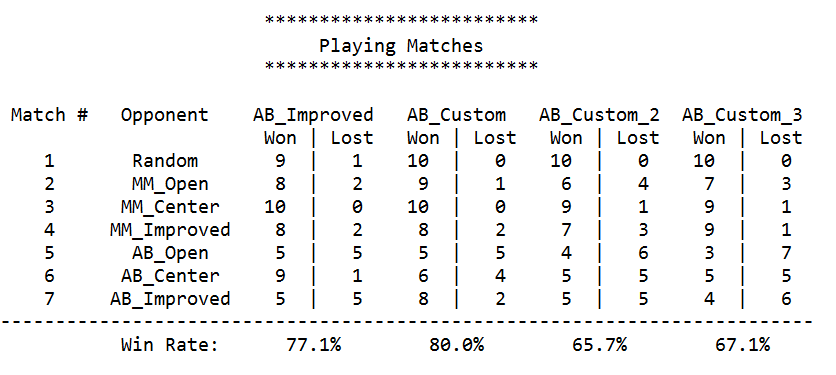 *************************
Playing Matches
*************************
Match # Opponent AB_Improved AB_Custom AB_Custom_2 AB_Custom_3
Won | Lost Won | Lost Won | Lost Won | Lost
1 Random 9 | 1 10 | 0 10 | 0 10 | 0
2 MM_Open 8 | 2 9 | 1 6 | 4 7 | 3
3 MM_Center 10 | 0 10 | 0 9 | 1 9 | 1
4 MM_Improved 8 | 2 8 | 2 7 | 3 9 | 1
5 AB_Open 5 | 5 5 | 5 4 | 6 3 | 7
6 AB_Center 9 | 1 6 | 4 5 | 5 5 | 5
7 AB_Improved 5 | 5 8 | 2 5 | 5 4 | 6
--------------------------------------------------------------------------
Win Rate: 77.1% 80.0% 65.7% 67.1%